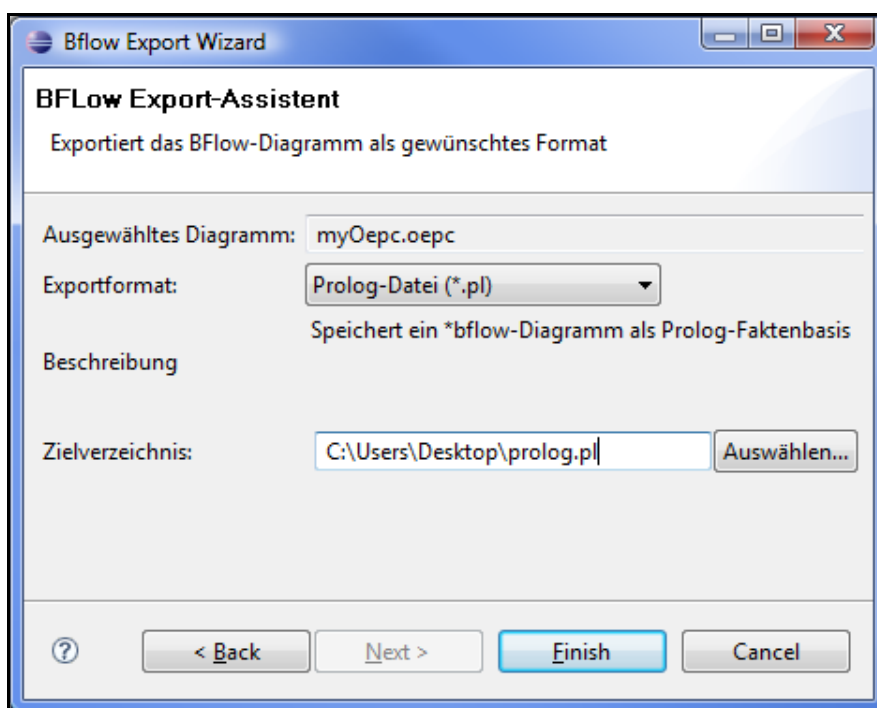 Bflow Export Wizard
BFLow Export-Assistent
Exportiert das BFlow-Diagramm als gewünschtes Format
Ausgewähltes Diagramm: myOepc.oepc
Exportformat: Prolog-Datei (*.pl)
Speichert ein *bflow-Diagramm als Prolog-Faktenbasis
Beschreibung
Zielverzeichnis: C:\Users\Desktop\prolog.pl Auswählen...
? < Back Next > Finish Cancel